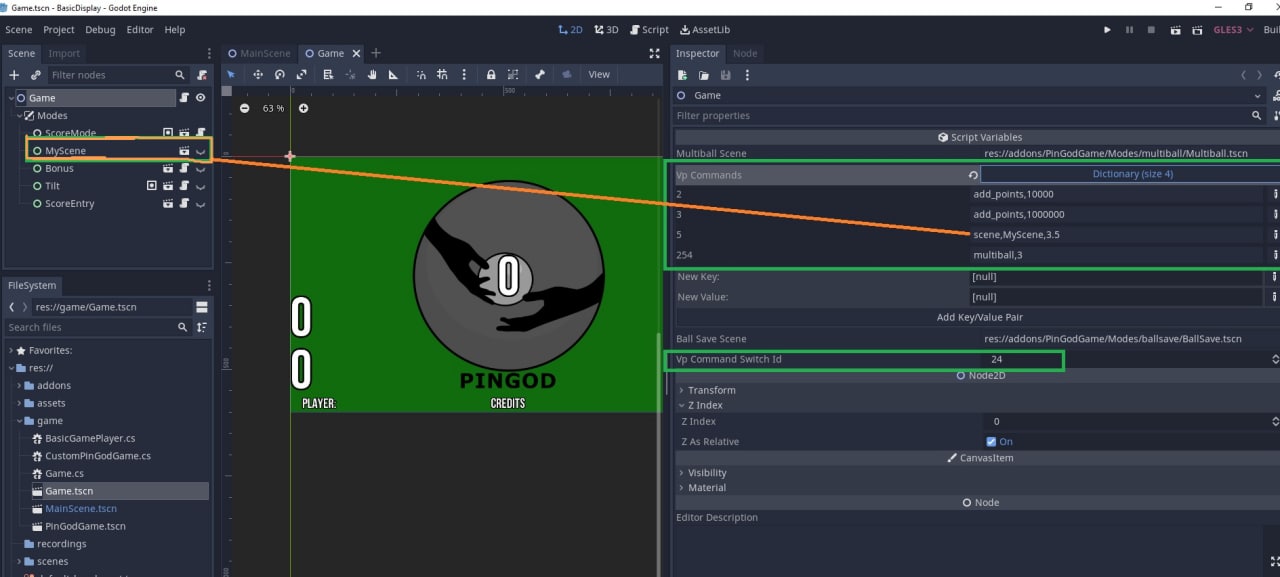 Game.tscn - BasicDisplay - Godot Engine
Scene Project Debug Editor Help
2D 3D Script AssetLib
GLES3
Scene Import
Filter nodes
Game
Modes
ScoreMode
MyScene
Bonus
Tilt
ScoreEntry
FileSystem
res://game/Game.tscn
Search files
Favorites:
res://
addons
assets
game
BasicGamePlayer.cs
CustomPinGodGame.cs
Game.cs
Game.tscn
MainScene.tscn
PinGodGame.tscn
recordings
scenes
MainScene Game
View
63 %
0 500
0
0
0
PINGOD
PLAYER: CREDITS
Inspector Node
Game
Filter properties
Script Variables
Multiball Scene res://addons/PinGodGame/Modes/multiball/Multiball.tscn
Vp Commands Dictionary (size 4)
2 add_points,10000
3 add_points,1000000
5 scene,MyScene,3.5
254 multiball,3
New Key: [null]
New Value: [null]
Add Key/Value Pair
Ball Save Scene res://addons/PinGodGame/Modes/ballsave/BallSave.tscn
Vp Command Switch Id 24
Node2D
Transform
Z Index
Z Index 0
Z As Relative On
CanvasItem
Visibility
Material
Node
Editor Description